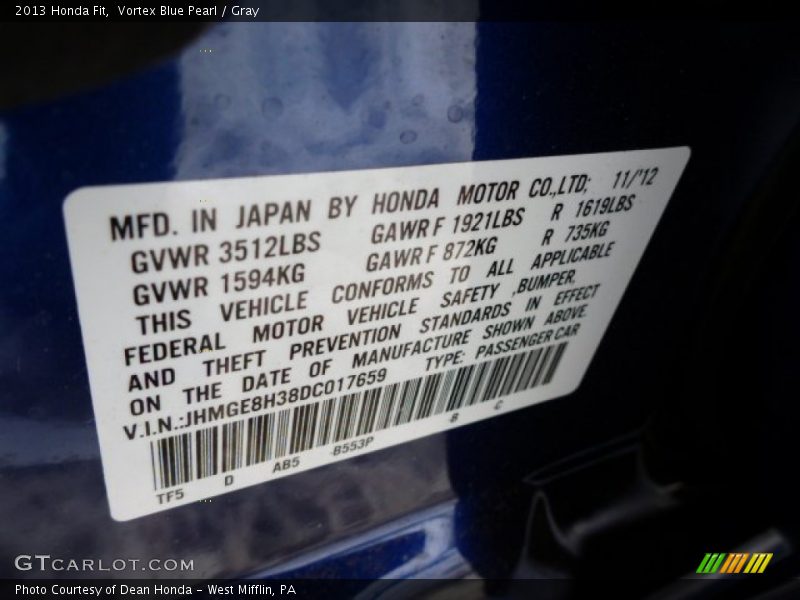 2013 Honda Fit, Vortex Blue Pearl / Gray
MFD. IN JAPAN BY HONDA MOTOR CO.,LTD; 11/'12
GVWR 3512LBS GAWR F 1921LBS R 1619LBS
GVWR 1594KG GAWR F 872KG R 735KG
THIS VEHICLE CONFORMS TO ALL APPLICABLE
FEDERAL MOTOR VEHICLE SAFETY ,BUMPER,
AND THEFT PREVENTION STANDARDS IN EFFECT
ON THE DATE OF MANUFACTURE SHOWN ABOVE
V.I.N.:JHMGE8H38DC017659 TYPE: PASSENGER CAR
TF5 D AB5 -B553P -B C
GTCARLOT.COM
Photo Courtesy of Dean Honda - West Mifflin, PA